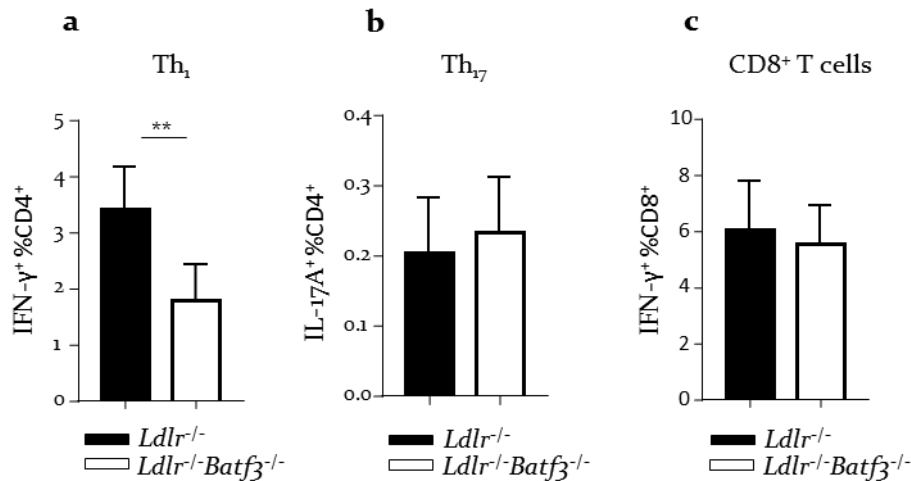 a
Th₁
**
5
4
3
2
1
0
IFN-γ⁺ %CD4⁺
Ldlr⁻/⁻
Ldlr⁻/⁻Batf3⁻/⁻
b
Th₁₇
0.4
0.3
0.2
0.1
0.0
IL-17A⁺ %CD4⁺
Ldlr⁻/⁻
Ldlr⁻/⁻Batf3⁻/⁻
c
CD8⁺ T cells
10
8
6
4
2
0
IFN-γ⁺ %CD8⁺
Ldlr⁻/⁻
Ldlr⁻/⁻Batf3⁻/⁻